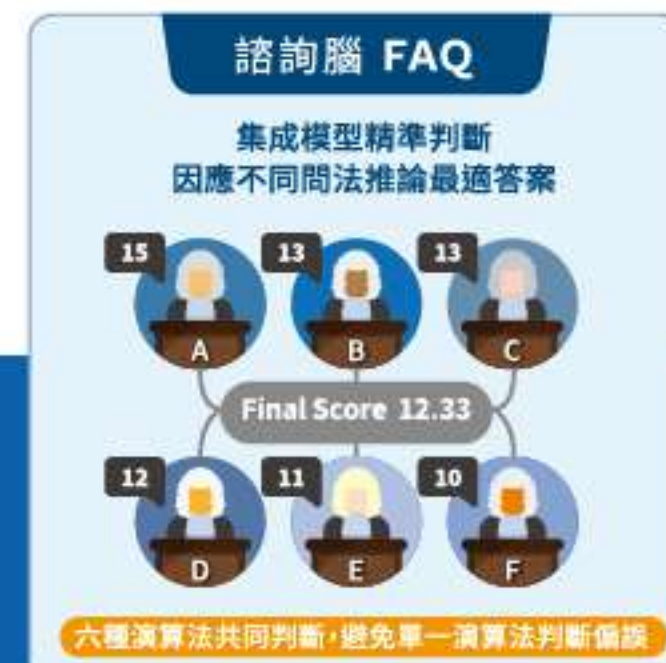 諮詢腦 FAQ
集成模型精準判斷
因應不同問法推論最適答案
15
13
13
A
B
C
Final Score 12.33
12
11
10
D
E
F
六種演算法共同判斷，避免單一演算法判斷偏誤